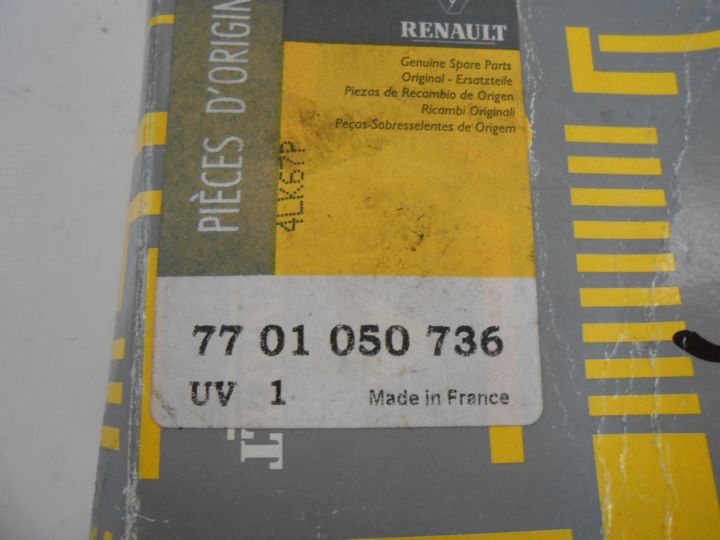 RENAULT
Genuine Spare Parts
Original - Ersatzteile
Piezas de Recambio de Origen
Ricambi Originali
Peças-Sobresselentes de Origem
PIÈCES D'ORIGIN
4LK67P
77 01 050 736
UV 1
Made in France